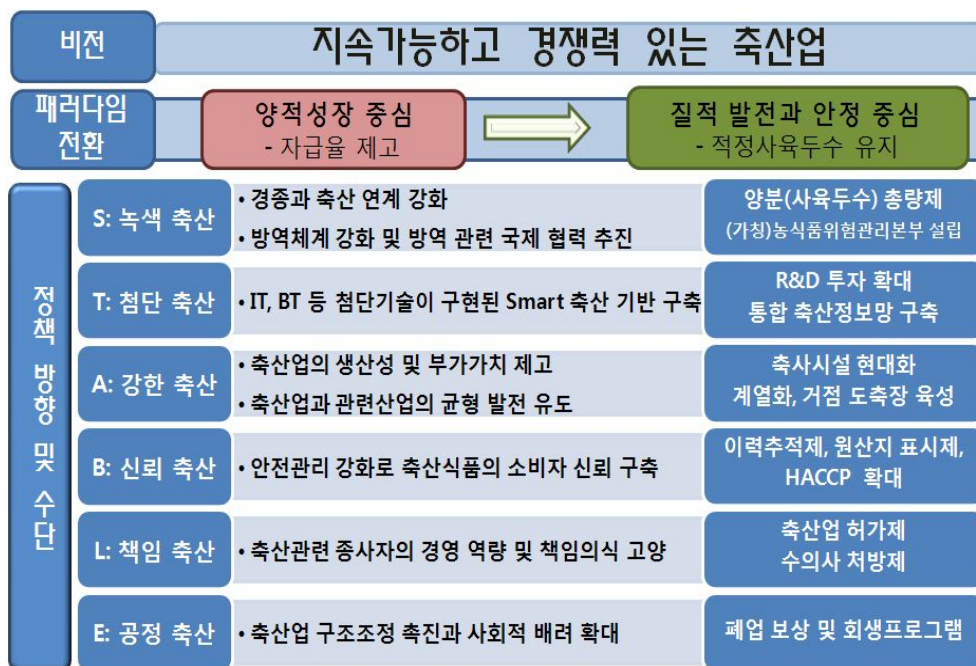 비전
지속가능하고 경쟁력 있는 축산업
패러다임
전환
양적성장 중심
- 자급율 제고
질적 발전과 안정 중심
- 적정사육두수 유지
정책 방향 및 수단
S: 녹색 축산
• 경종과 축산 연계 강화
• 방역체계 강화 및 방역 관련 국제 협력 추진
양분(사육두수) 총량제
(가칭)농식품위험관리본부 설립
T: 첨단 축산
• IT, BT 등 첨단기술이 구현된 Smart 축산 기반 구축
R&D 투자 확대
통합 축산정보망 구축
A: 강한 축산
• 축산업의 생산성 및 부가가치 제고
• 축산업과 관련산업의 균형 발전 유도
축사시설 현대화
계열화, 거점 도축장 육성
B: 신뢰 축산
• 안전관리 강화로 축산식품의 소비자 신뢰 구축
이력추적제, 원산지 표시제,
HACCP 확대
L: 책임 축산
• 축산관련 종사자의 경영 역량 및 책임의식 고양
축산업 허가제
수의사 처방제
E: 공정 축산
• 축산업 구조조정 촉진과 사회적 배려 확대
폐업 보상 및 회생프로그램